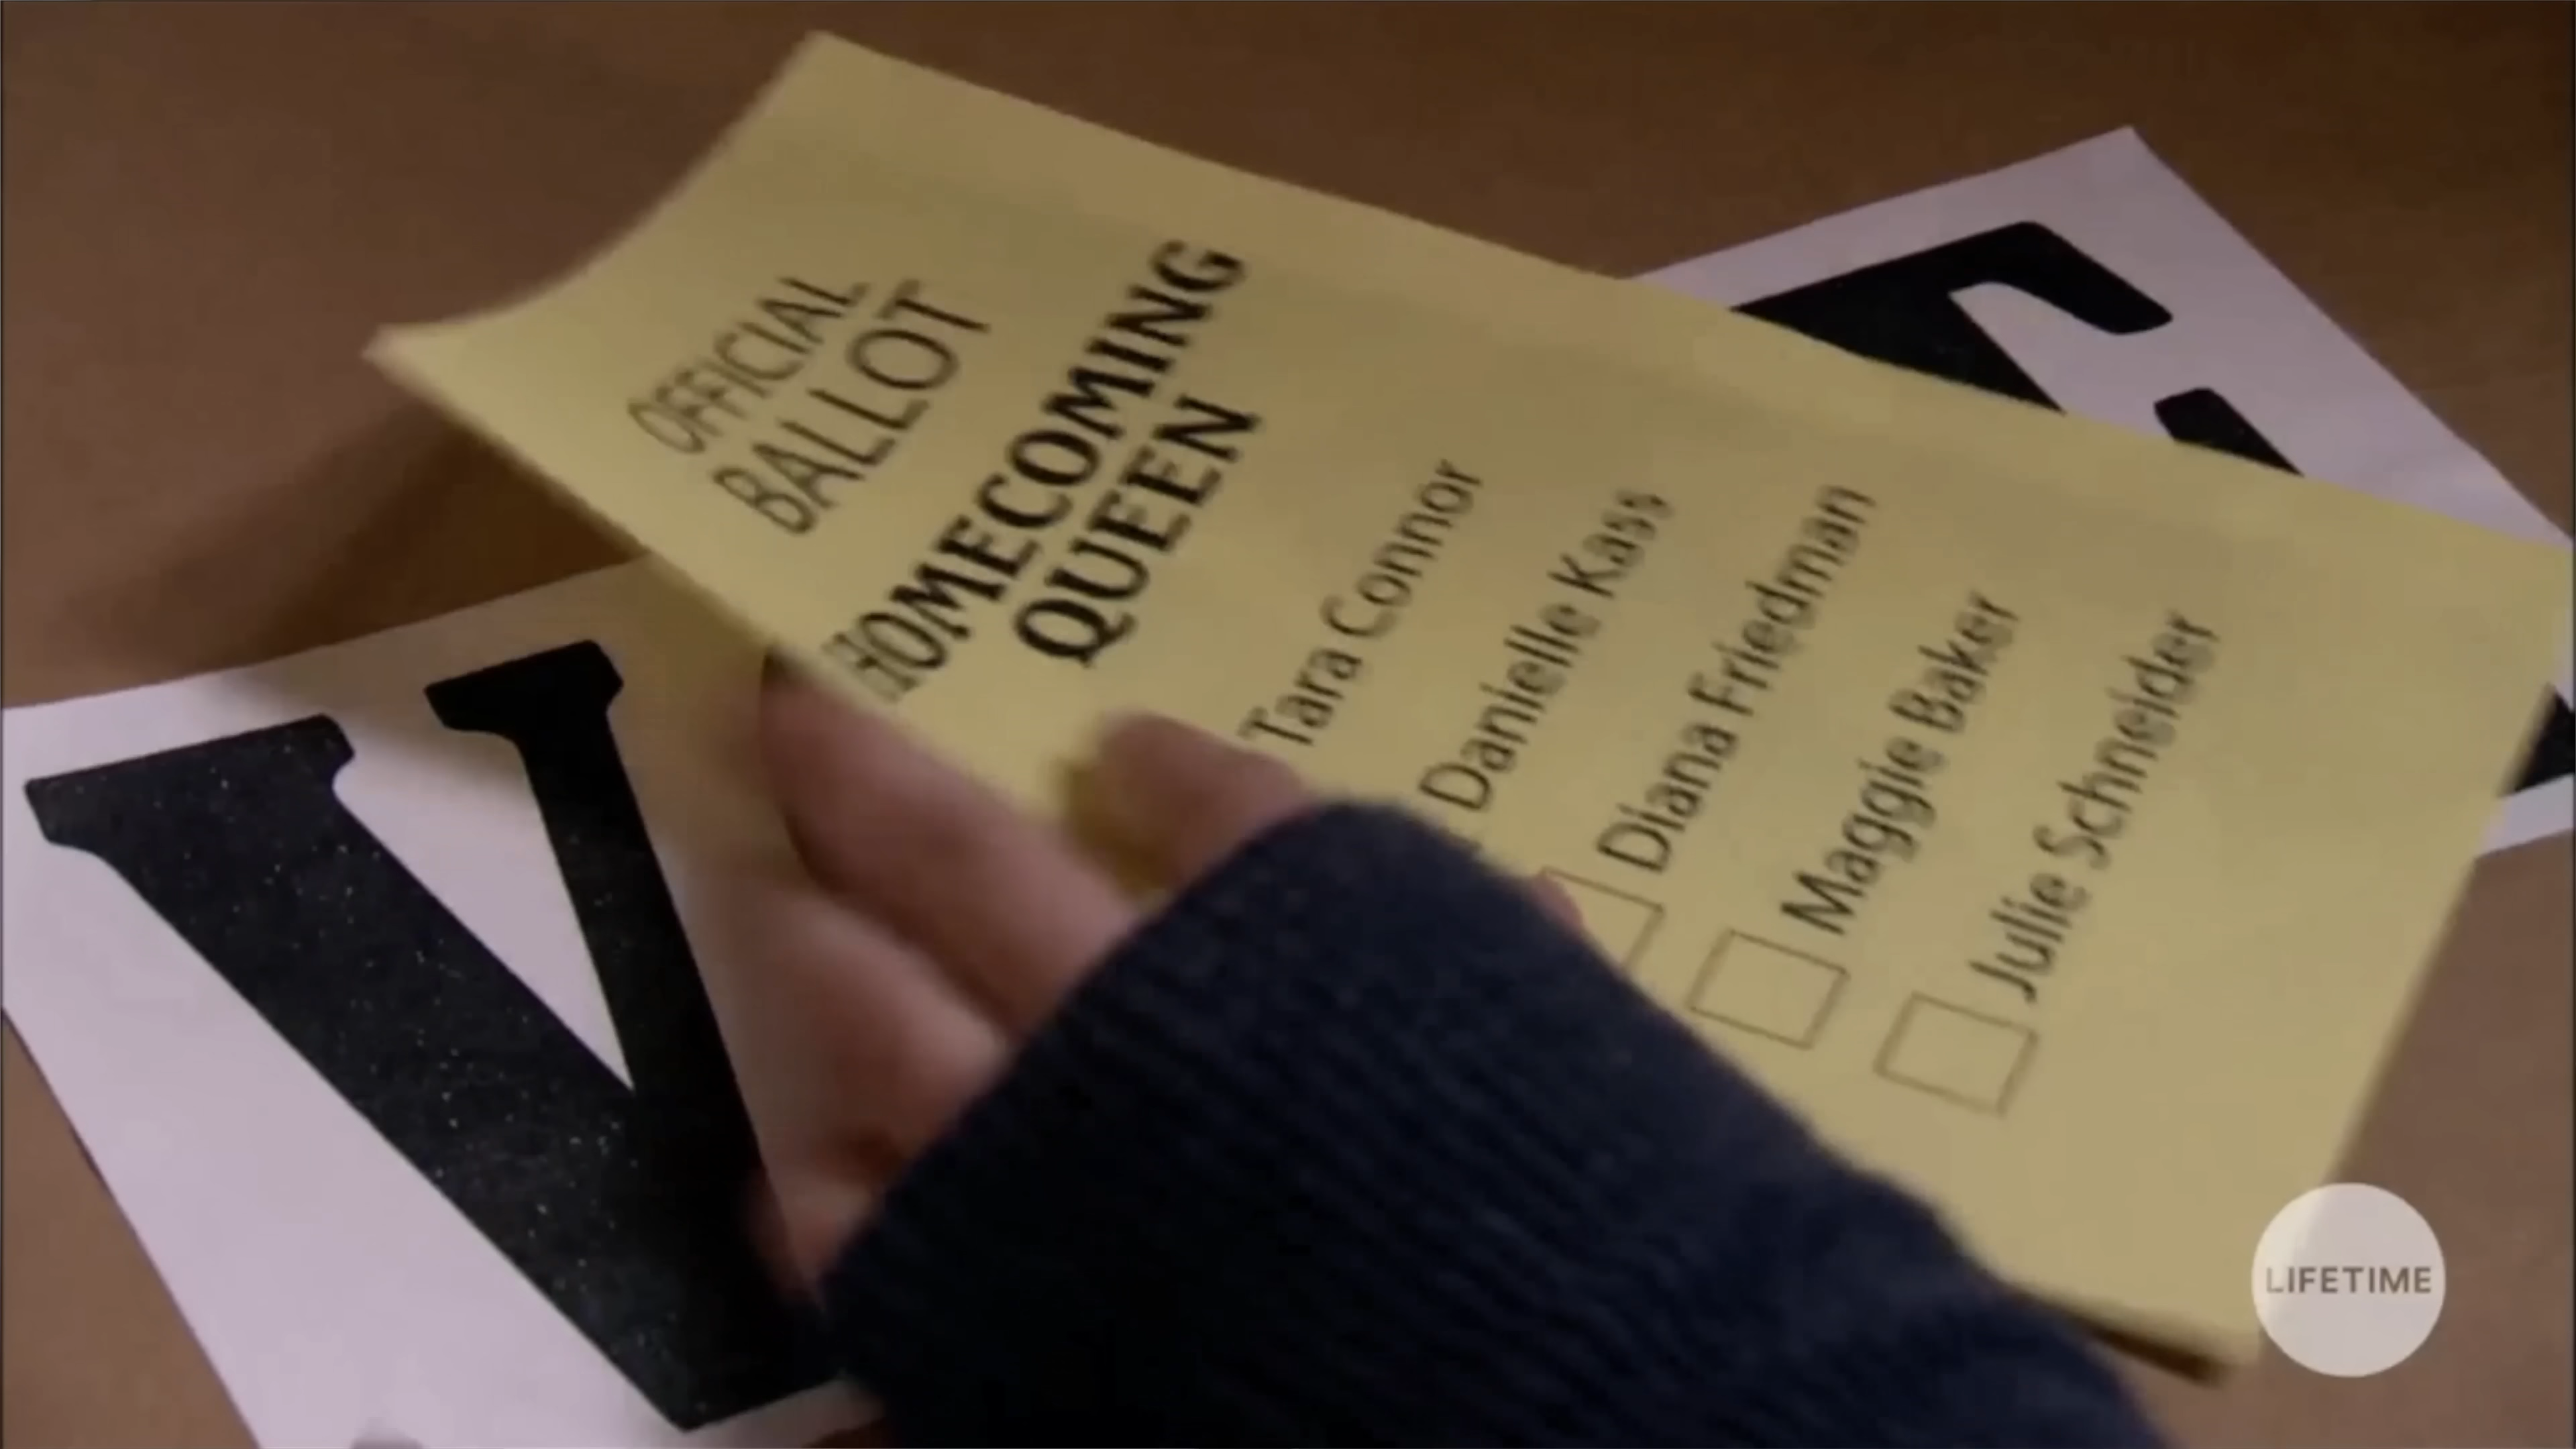 OFFICIAL
BALLOT
HOMECOMING
QUEEN
Tara Connor
Danielle Kass
Diana Friedman
Maggie Baker
Julie Schneider
V
LIFETIME